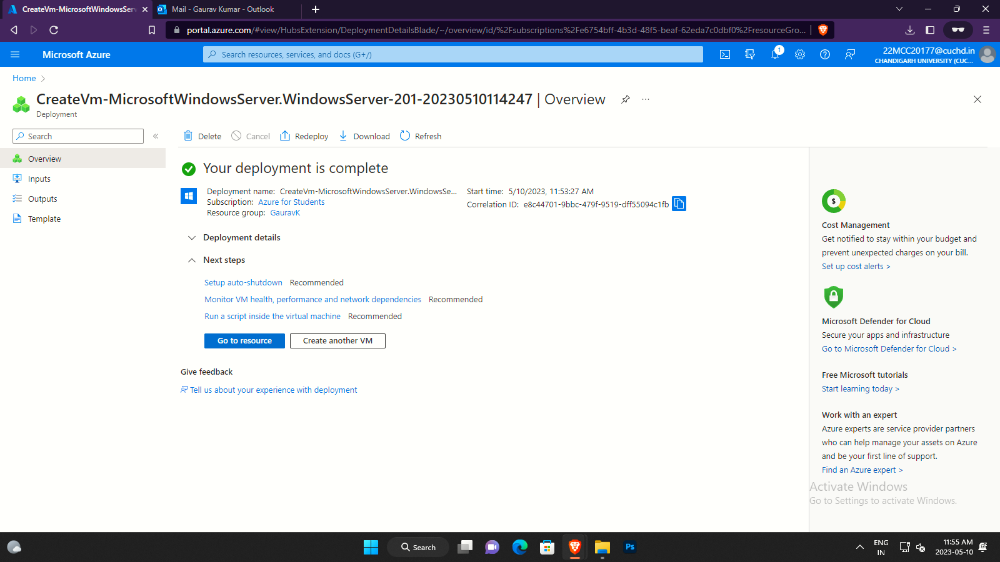 CreateVm-MicrosoftWindowsServ
Mail - Gaurav Kumar - Outlook
portal.azure.com/#view/HubsExtension/DeploymentDetailsBlade/~/overview/id/%2Fsubscriptions%2Fe6754bff-4b3d-48f5-beaf-62eda7c0dbf0%2FresourceGro...
Microsoft Azure
Search resources, services, and docs (G+/)
1
22MCC20177@cuchd.in
CHANDIGARH UNIVERSITY (CUC...
Home
CreateVm-MicrosoftWindowsServer.WindowsServer-201-20230510114247 | Overview
Deployment
Search
Delete
Cancel
Redeploy
Download
Refresh
Overview
Inputs
Outputs
Template
Your deployment is complete
Deployment name: CreateVm-MicrosoftWindowsServer.WindowsSe...
Subscription: Azure for Students
Resource group: GauravK
Start time: 5/10/2023, 11:53:27 AM
Correlation ID: e8c44701-9bbc-479f-9519-dff55094c1fb
Deployment details
Next steps
Setup auto-shutdown Recommended
Monitor VM health, performance and network dependencies Recommended
Run a script inside the virtual machine Recommended
Go to resource
Create another VM
Give feedback
Tell us about your experience with deployment
$
Cost Management
Get notified to stay within your budget and
prevent unexpected charges on your bill.
Set up cost alerts >
Microsoft Defender for Cloud
Secure your apps and infrastructure
Go to Microsoft Defender for Cloud >
Free Microsoft tutorials
Start learning today >
Work with an expert
Azure experts are service provider partners
who can help manage your assets on Azure
and be your first line of support.
Find an Azure expert >
Activate Windows
Go to Settings to activate Windows.
Search
Ps
ENG
IN
11:55 AM
2023-05-10